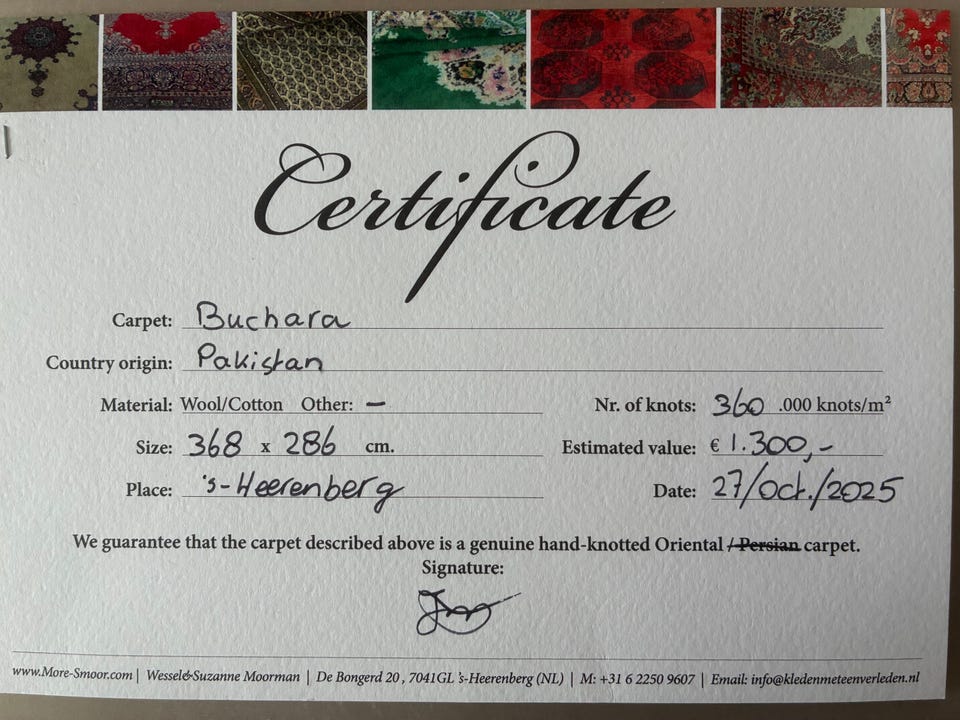 Certificate
Carpet: Buchara
Country origin: Pakistan
Material: Wool/Cotton Other: – Nr. of knots: 360 .000 knots/m²
Size: 368 x 286 cm. Estimated value: € 1.300,-
Place: 's-Heerenberg Date: 27/Oct./2025
We guarantee that the carpet described above is a genuine hand-knotted Oriental / Persian carpet.
Signature:
www.More-Smoor.com | Wessel&Suzanne Moorman | De Bongerd 20 , 7041GL 's-Heerenberg (NL) | M: +31 6 2250 9607 | Email: info@kledenmeteenverleden.nl